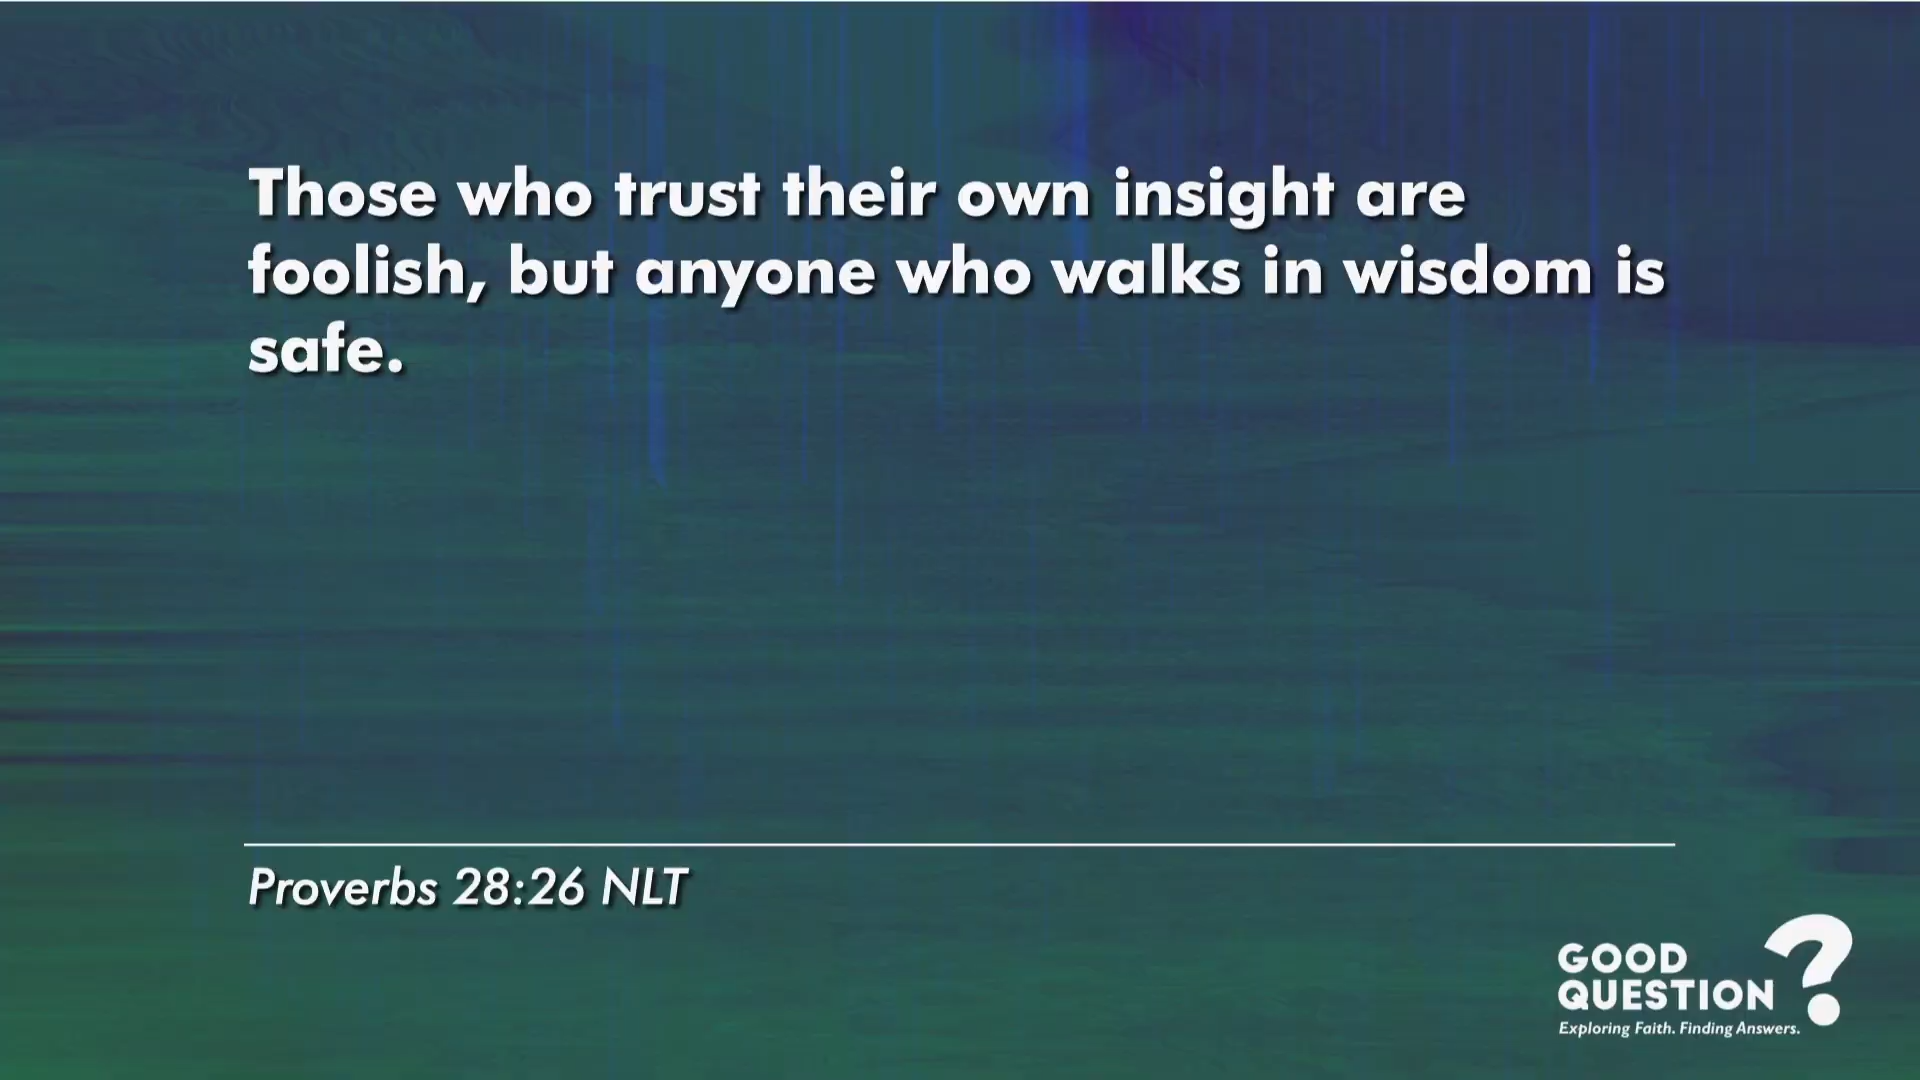 Those who trust their own insight are
foolish, but anyone who walks in wisdom is
safe.
Proverbs 28:26 NLT
GOOD
QUESTION?
Exploring Faith. Finding Answers.